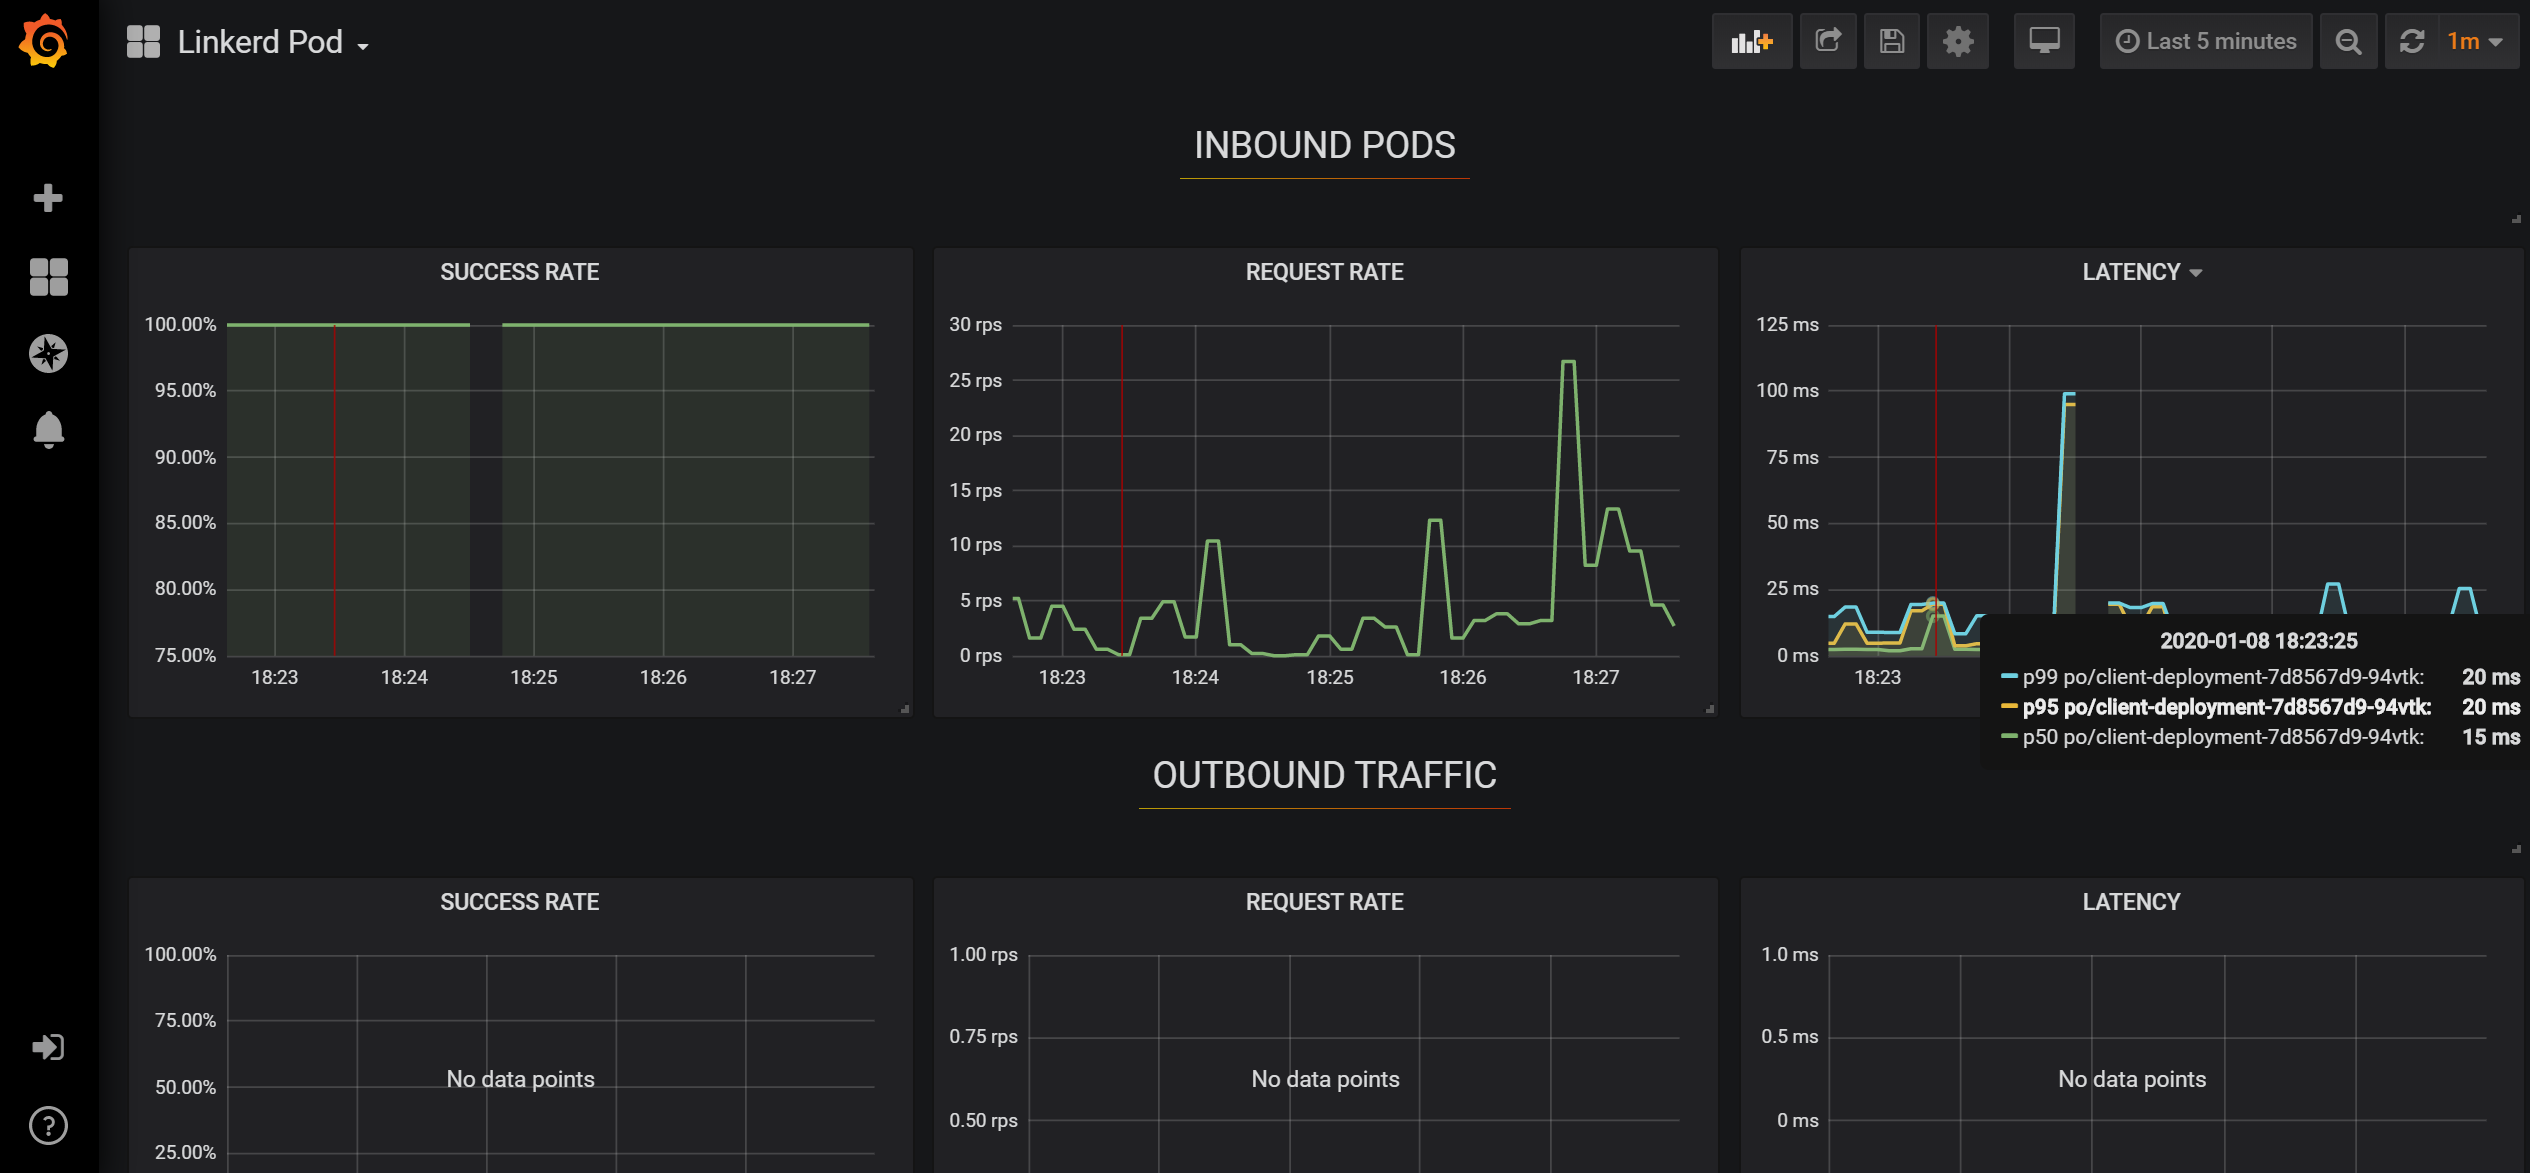 Linkerd Pod
Last 5 minutes
1m
INBOUND PODS
SUCCESS RATE
100.00%
95.00%
90.00%
85.00%
80.00%
75.00%
18:23 18:24 18:25 18:26 18:27
REQUEST RATE
30 rps
25 rps
20 rps
15 rps
10 rps
5 rps
0 rps
18:23 18:24 18:25 18:26 18:27
LATENCY
125 ms
100 ms
75 ms
50 ms
25 ms
0 ms
18:23
2020-01-08 18:23:25
p99 po/client-deployment-7d8567d9-94vtk: 20 ms
p95 po/client-deployment-7d8567d9-94vtk: 20 ms
p50 po/client-deployment-7d8567d9-94vtk: 15 ms
OUTBOUND TRAFFIC
SUCCESS RATE
100.00%
75.00%
50.00%
25.00%
No data points
REQUEST RATE
1.00 rps
0.75 rps
0.50 rps
No data points
LATENCY
1.0 ms
0.5 ms
0 ms
No data points
?